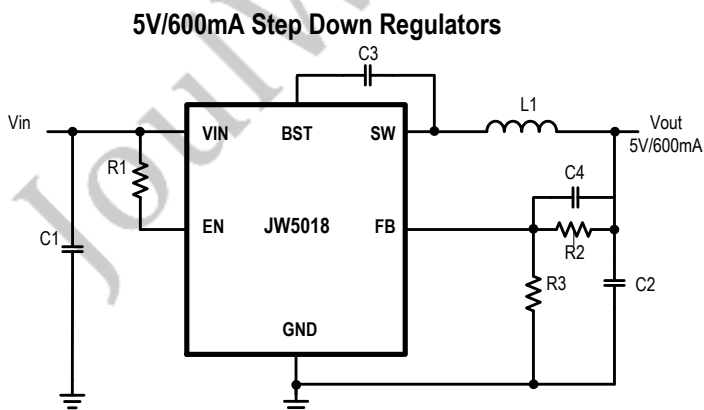 5V/600mA Step Down Regulators
C3
Vin
VIN
BST
SW
L1
Vout
5V/600mA
R1
C4
EN
JW5018
FB
R2
C1
R3
C2
GND